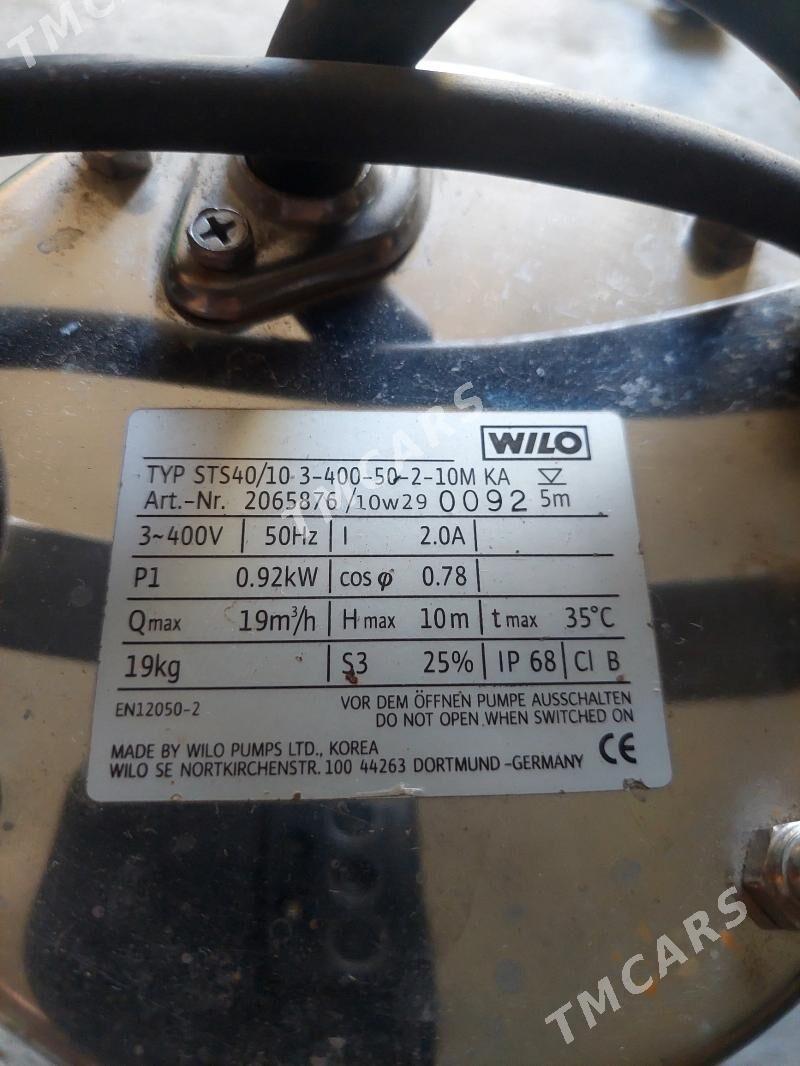 TMCARS
WILO
TYP STS40/10 3-400-50-2-10M KA
Art.-Nr. 2065876 /10w29 0092 5m
3~400V 50Hz I 2.0A
P1 0.92kW cos φ 0.78
Qmax 19m³/h H max 10m t max 35°C
19kg S3 25% IP 68 Cl B
EN12050-2 VOR DEM ÖFFNEN PUMPE AUSSCHALTEN
DO NOT OPEN WHEN SWITCHED ON
MADE BY WILO PUMPS LTD., KOREA
WILO SE NORTKIRCHENSTR. 100 44263 DORTMUND -GERMANY CE
TMCARS
TMCARS